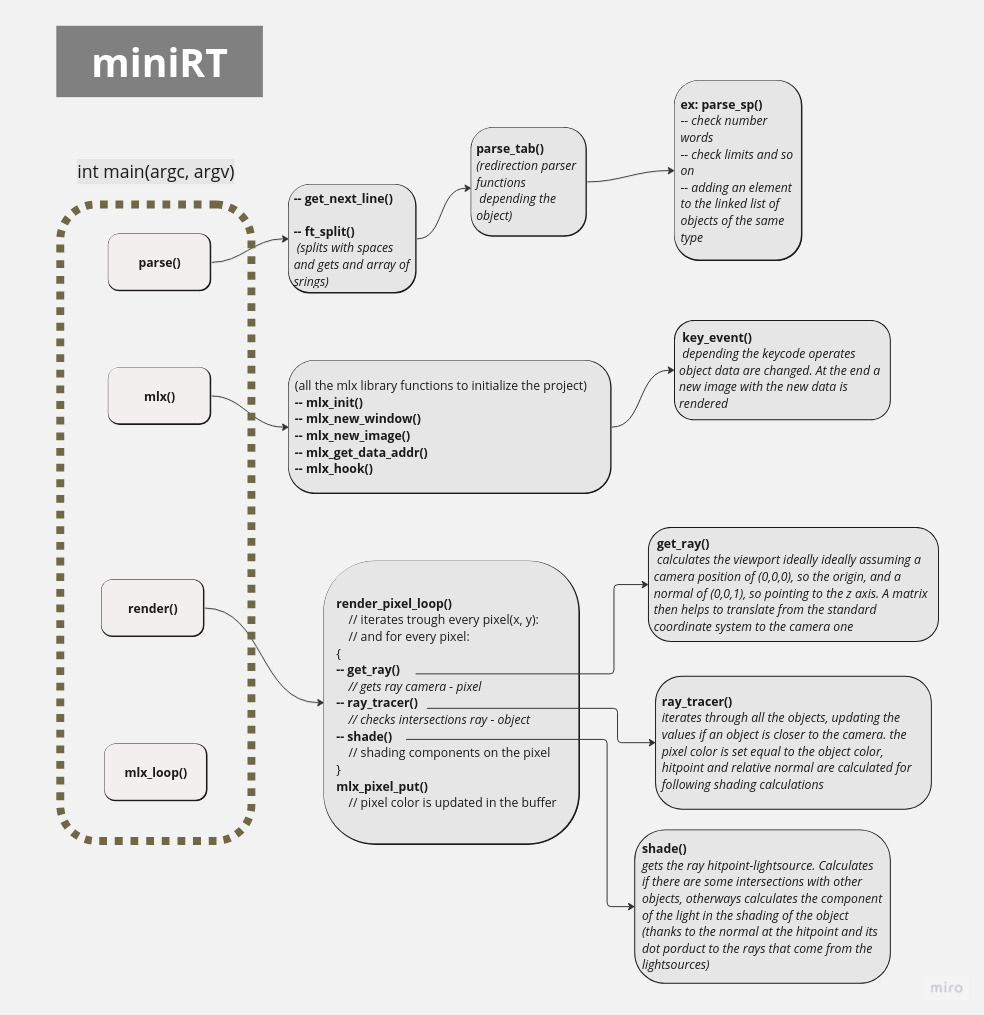 miniRT
int main(argc, argv)
parse()
-- get_next_line()
-- ft_split()
(splits with spaces
and gets and array of
srings)
parse_tab()
(redirection parser
functions
depending the
object)
ex: parse_sp()
-- check number
words
-- check limits and so
on
-- adding an element
to the linked list of
objects of the same
type
mlx()
(all the mlx library functions to initialize the project)
-- mlx_init()
-- mlx_new_window()
-- mlx_new_image()
-- mlx_get_data_addr()
-- mlx_hook()
key_event()
depending the keycode operates
object data are changed. At the end a
new image with the new data is
rendered
render()
render_pixel_loop()
// iterates trough every pixel(x, y):
// and for every pixel:
{
-- get_ray()
// gets ray camera - pixel
-- ray_tracer()
// checks intersections ray - object
-- shade()
// shading components on the pixel
}
mlx_pixel_put()
// pixel color is updated in the buffer
get_ray()
calculates the viewport ideally ideally assuming a
camera position of (0,0,0), so the origin, and a
normal of (0,0,1), so pointing to the z axis. A matrix
then helps to translate from the standard
coordinate system to the camera one
ray_tracer()
iterates through all the objects, updating the
values if an object is closer to the camera. the
pixel color is set equal to the object color,
hitpoint and relative normal are calculated for
following shading calculations
shade()
gets the ray hitpoint-lightsource. Calculates
if there are some intersections with other
objects, otherways calculates the component
of the light in the shading of the object
(thanks to the normal at the hitpoint and its
dot porduct to the rays that come from the
lightsources)
mlx_loop()
miro